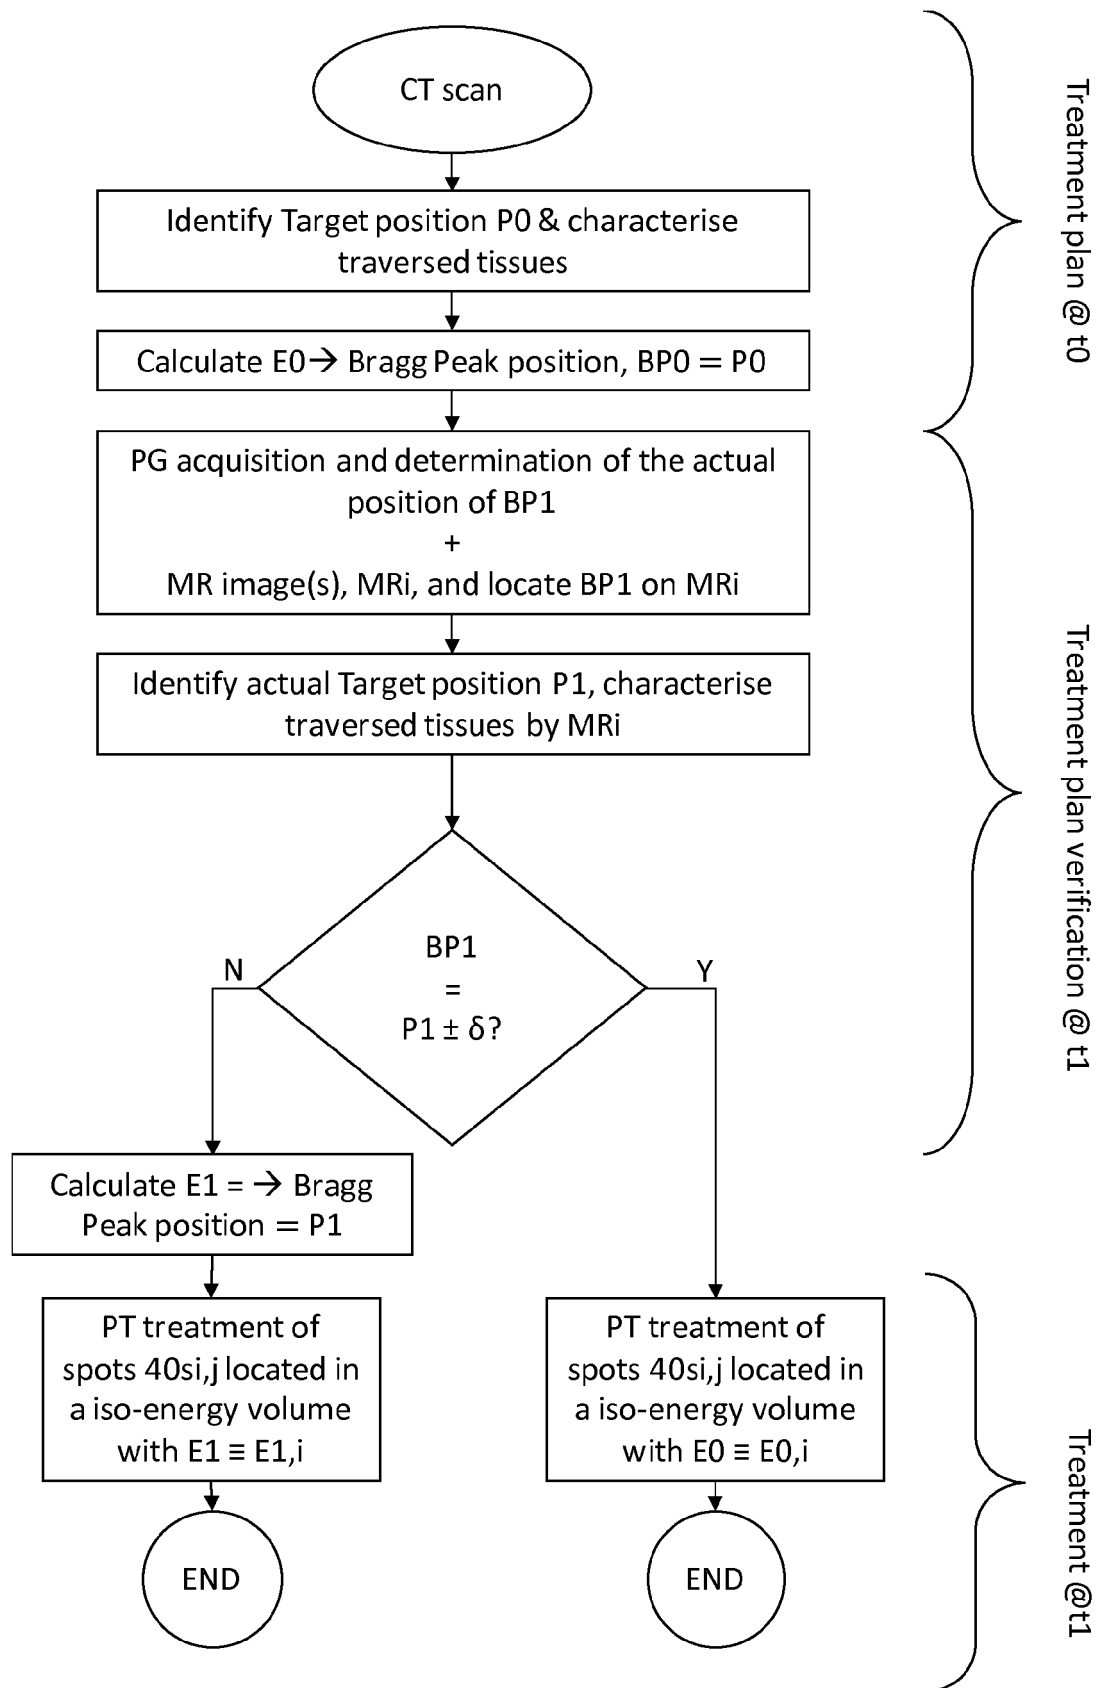 CT scan
Identify Target position P0 & characterise
traversed tissues
Calculate E0→ Bragg Peak position, BP0 = P0
Treatment plan @ t0
PG acquisition and determination of the actual
position of BP1
+
MR image(s), MRi, and locate BP1 on MRi
Identify actual Target position P1, characterise
traversed tissues by MRi
BP1
=
P1 ± δ?
N
Y
Treatment plan verification @ t1
Calculate E1 = → Bragg
Peak position = P1
PT treatment of
spots 40si,j located in
a iso-energy volume
with E1 ≡ E1,i
END
PT treatment of
spots 40si,j located in
a iso-energy volume
with E0 ≡ E0,i
END
Treatment @t1